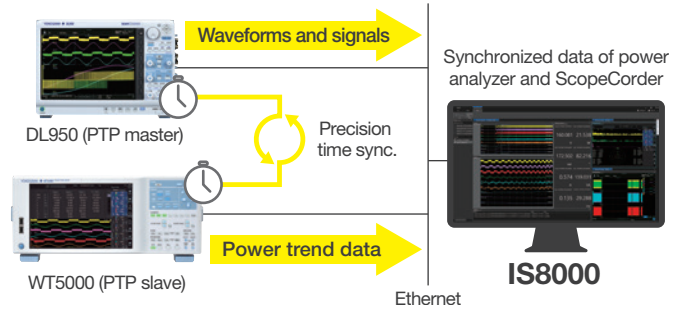 Waveforms and signals
Synchronized data of power
analyzer and ScopeCorder
DL950 (PTP master)
Precision
time sync.
WT5000 (PTP slave)
Power trend data
IS8000
Ethernet